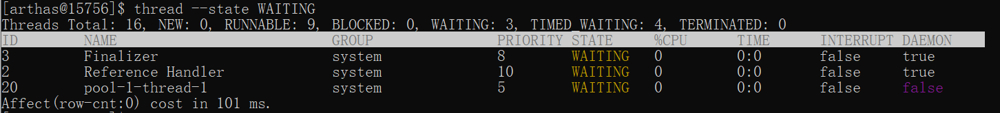 [arthas@15756]$ thread --state WAITING
Threads Total: 16, NEW: 0, RUNNABLE: 9, BLOCKED: 0, WAITING: 3, TIMED_WAITING: 4, TERMINATED: 0
ID NAME GROUP PRIORITY STATE %CPU TIME INTERRUPT DAEMON
3 Finalizer system 8 WAITING 0 0:0 false true
2 Reference Handler system 10 WAITING 0 0:0 false true
20 pool-1-thread-1 system 5 WAITING 0 0:0 false false
Affect(row-cnt:0) cost in 101 ms.